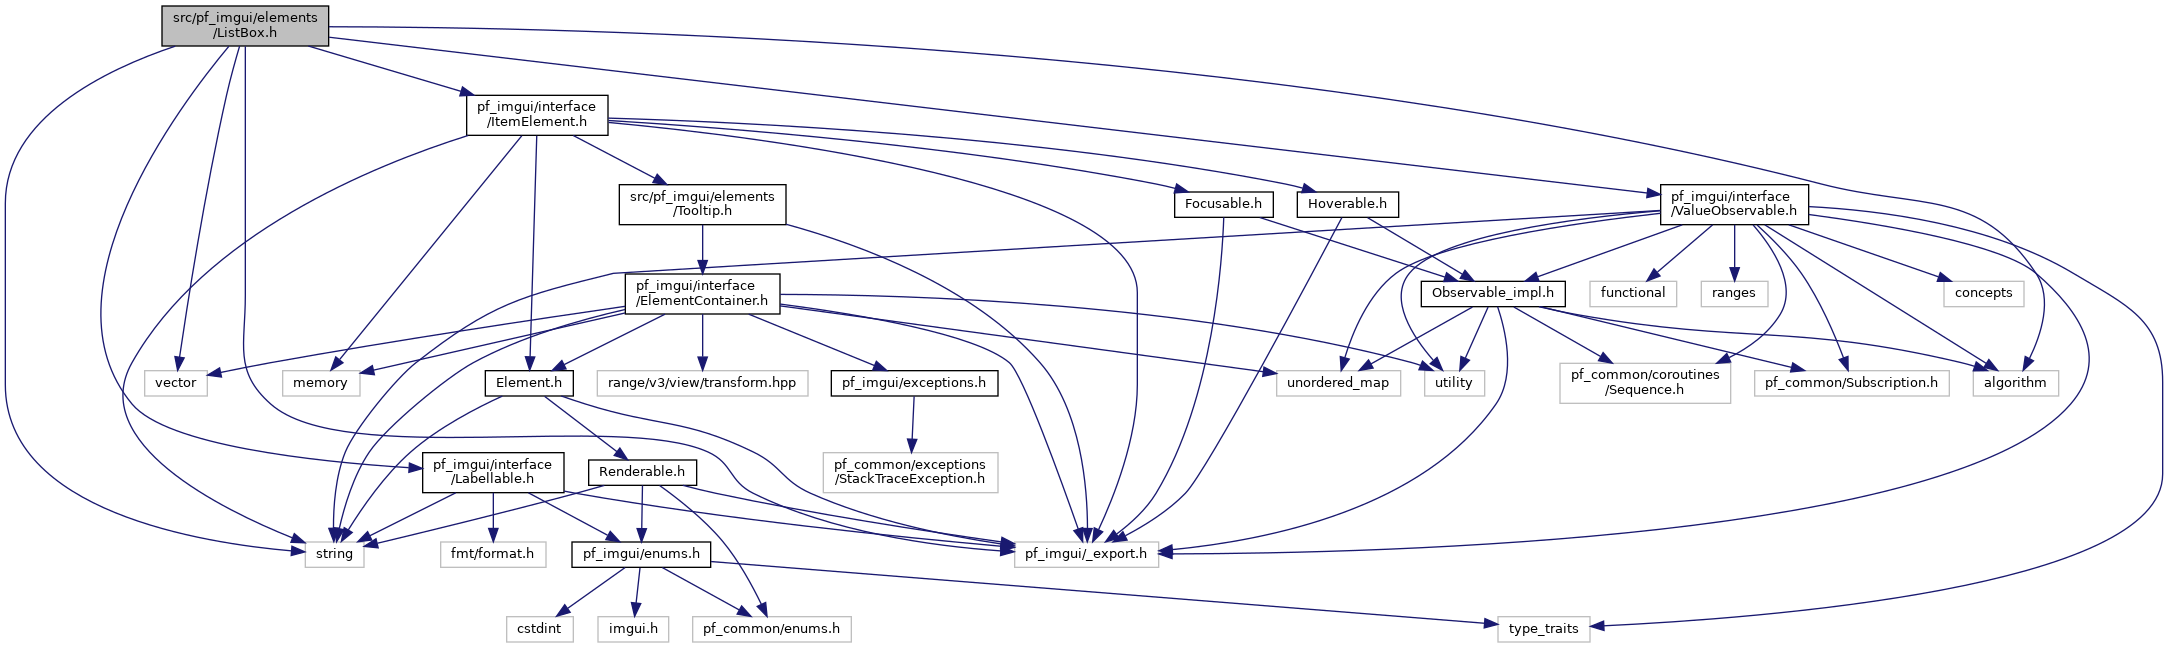 src/pf_imgui/elements
/ListBox.h
pf_imgui/interface
/ItemElement.h
src/pf_imgui/elements
/Tooltip.h
Focusable.h
Hoverable.h
pf_imgui/interface
/ValueObservable.h
pf_imgui/interface
/ElementContainer.h
Observable_impl.h
functional
ranges
concepts
vector
memory
Element.h
range/v3/view/transform.hpp
pf_imgui/exceptions.h
unordered_map
utility
pf_common/coroutines
/Sequence.h
pf_common/Subscription.h
algorithm
pf_imgui/interface
/Labellable.h
Renderable.h
pf_common/exceptions
/StackTraceException.h
string
fmt/format.h
pf_imgui/enums.h
pf_imgui/_export.h
cstdint
imgui.h
pf_common/enums.h
type_traits